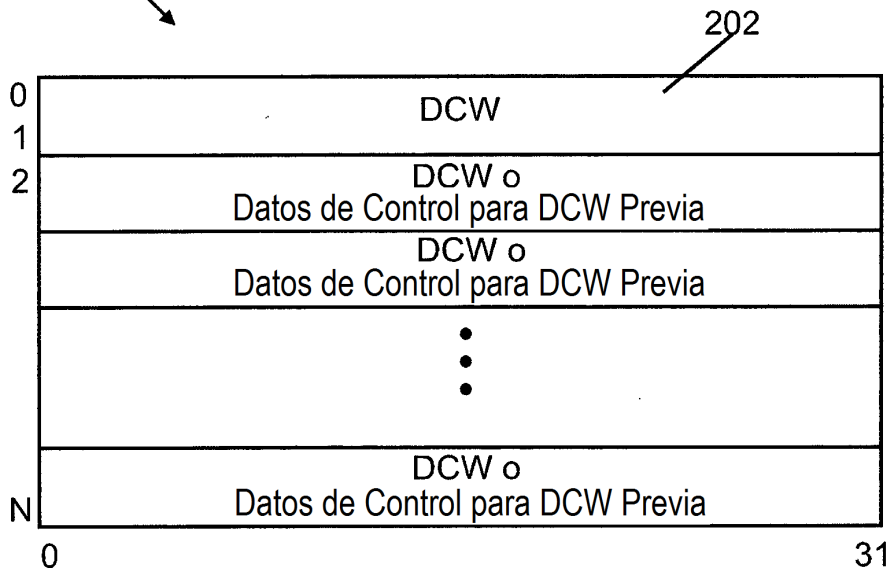 202
0
DCW
1
2
DCW o
Datos de Control para DCW Previa
DCW o
Datos de Control para DCW Previa
DCW o
Datos de Control para DCW Previa
N
0
31